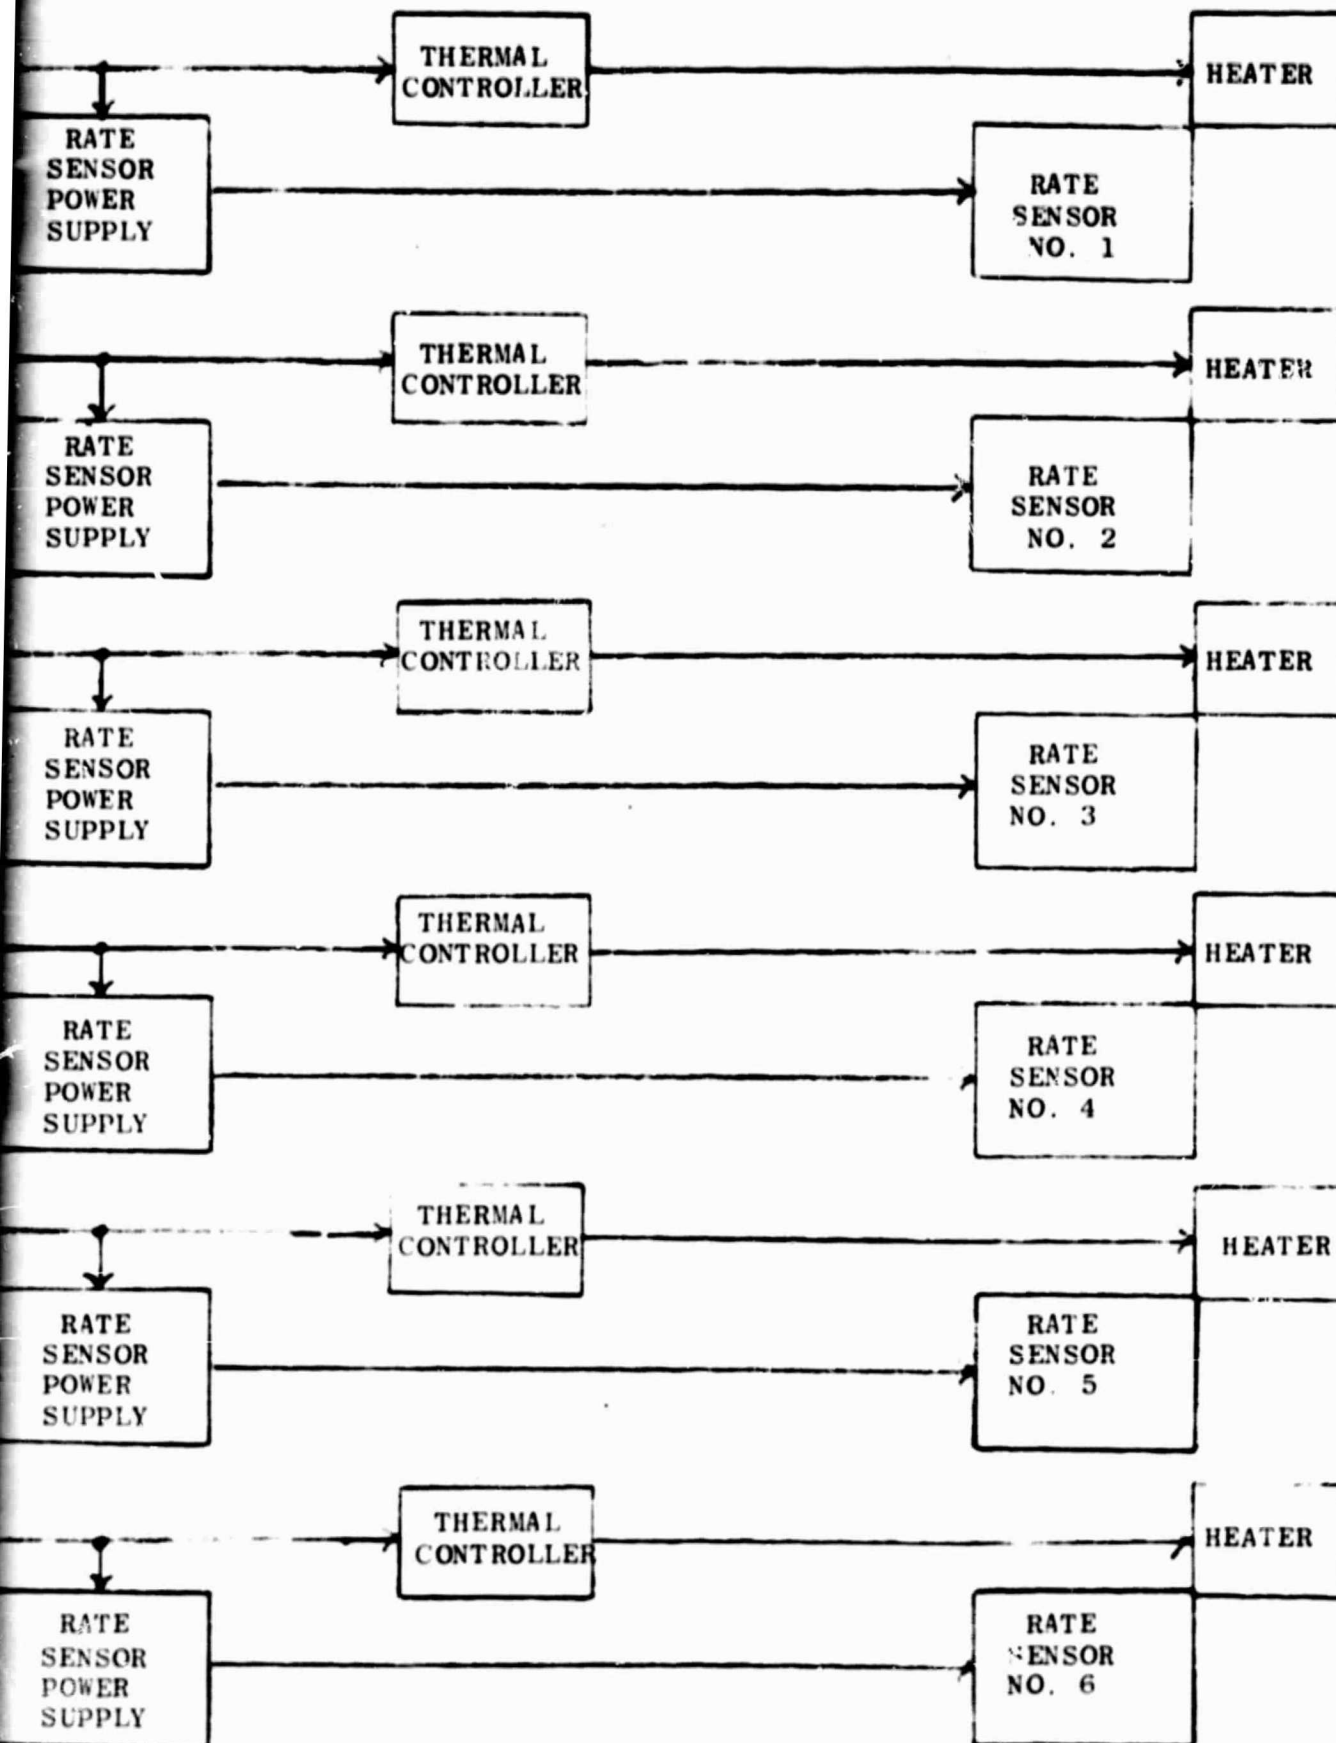 THERMAL
CONTROLLER
HEATER
RATE
SENSOR
POWER
SUPPLY
RATE
SENSOR
NO. 1
THERMAL
CONTROLLER
HEATER
RATE
SENSOR
POWER
SUPPLY
RATE
SENSOR
NO. 2
THERMAL
CONTROLLER
HEATER
RATE
SENSOR
POWER
SUPPLY
RATE
SENSOR
NO. 3
THERMAL
CONTROLLER
HEATER
RATE
SENSOR
POWER
SUPPLY
RATE
SENSOR
NO. 4
THERMAL
CONTROLLER
HEATER
RATE
SENSOR
POWER
SUPPLY
RATE
SENSOR
NO. 5
THERMAL
CONTROLLER
HEATER
RATE
SENSOR
POWER
SUPPLY
RATE
SENSOR
NO. 6